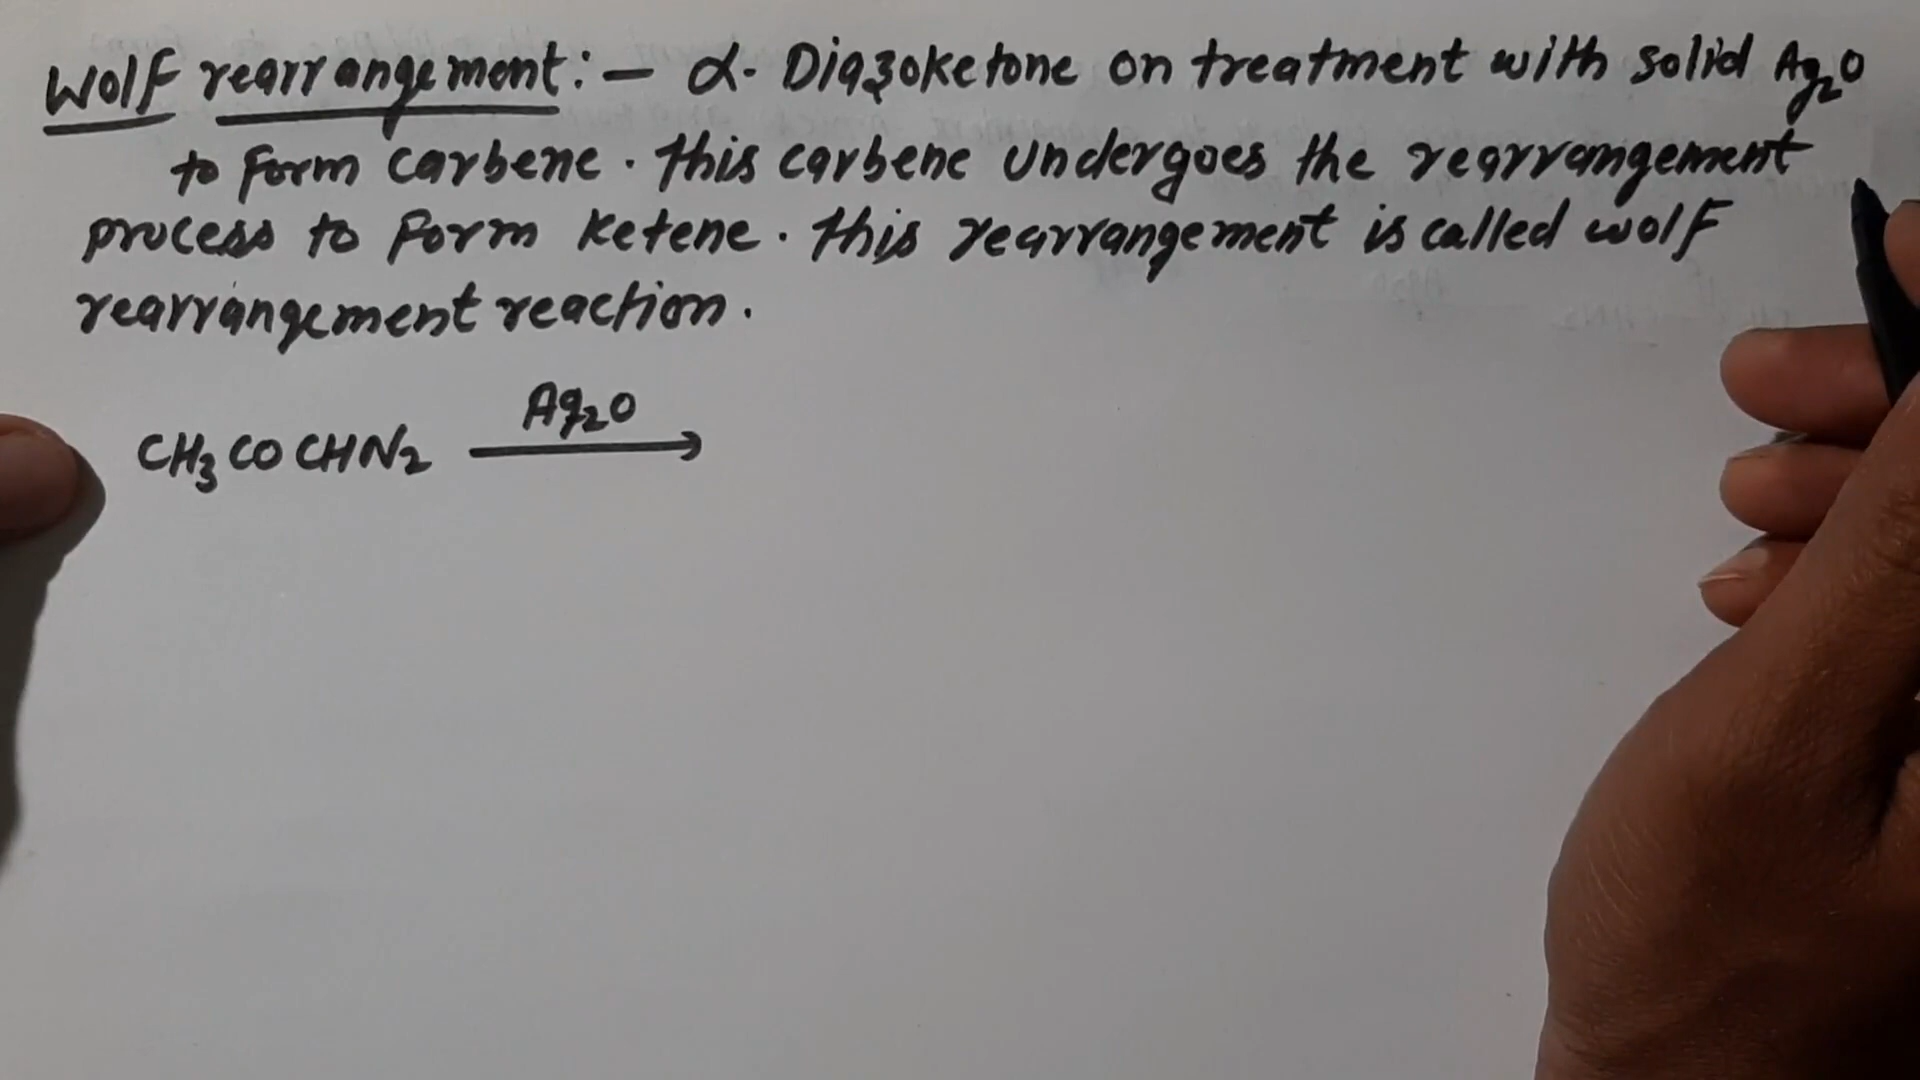 Wolf rearrangement:- α. Diazoketone on treatment with solid Ag2O
to form carbene. this carbene undergoes the rearrangement
process to form ketene. this rearrangement is called wolf
rearrangement reaction.
Ag2O
CH3COCHN2 →